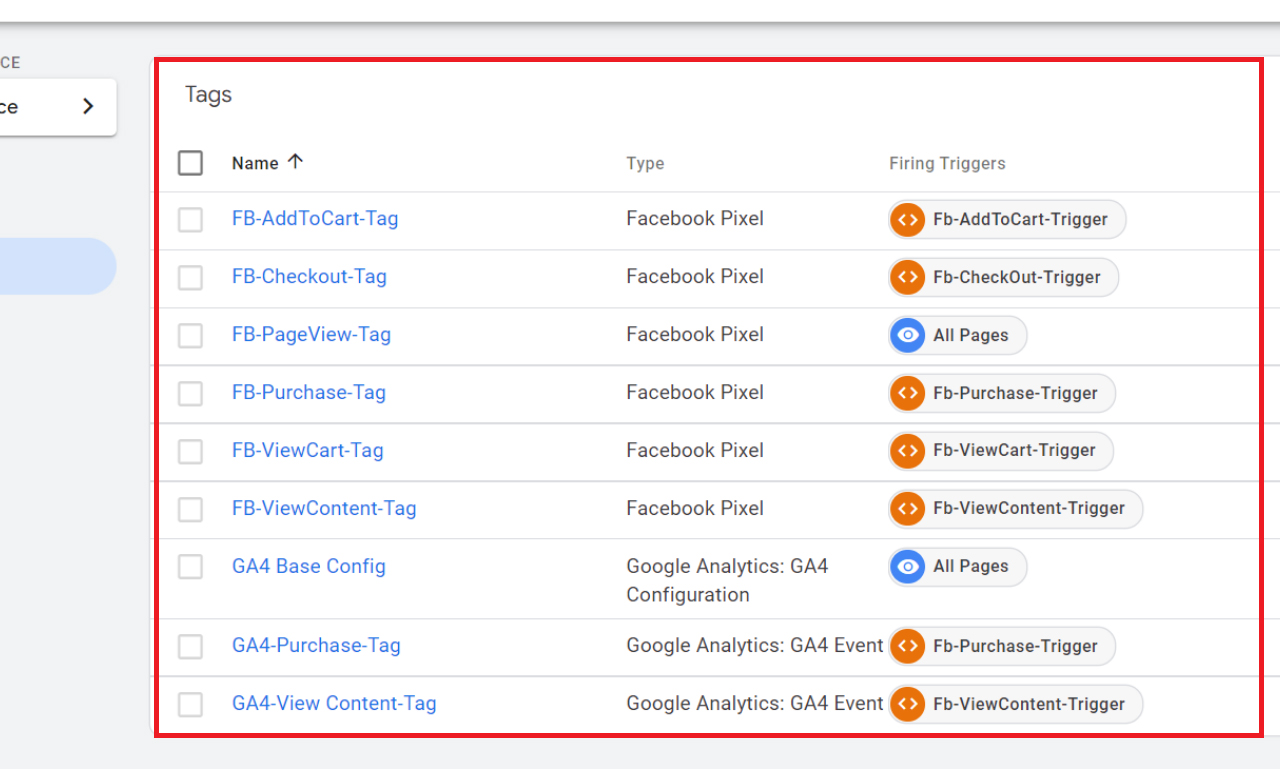 CE
ce
Tags
Name Type Firing Triggers
FB-AddToCart-Tag Facebook Pixel Fb-AddToCart-Trigger
FB-Checkout-Tag Facebook Pixel Fb-CheckOut-Trigger
FB-PageView-Tag Facebook Pixel All Pages
FB-Purchase-Tag Facebook Pixel Fb-Purchase-Trigger
FB-ViewCart-Tag Facebook Pixel Fb-ViewCart-Trigger
FB-ViewContent-Tag Facebook Pixel Fb-ViewContent-Trigger
GA4 Base Config Google Analytics: GA4 All Pages
Configuration
GA4-Purchase-Tag Google Analytics: GA4 Event Fb-Purchase-Trigger
GA4-View Content-Tag Google Analytics: GA4 Event Fb-ViewContent-Trigger